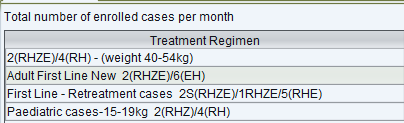 Total number of enrolled cases per month
Treatment Regimen
2(RHZE)/4(RH) - (weight 40-54kg)
Adult First Line New 2(RHZE)/6(EH)
First Line - Retreatment cases 2S(RHZE)/1RHZE/5(RHE)
Paediatric cases-15-19kg 2(RHZ)/4(RH)